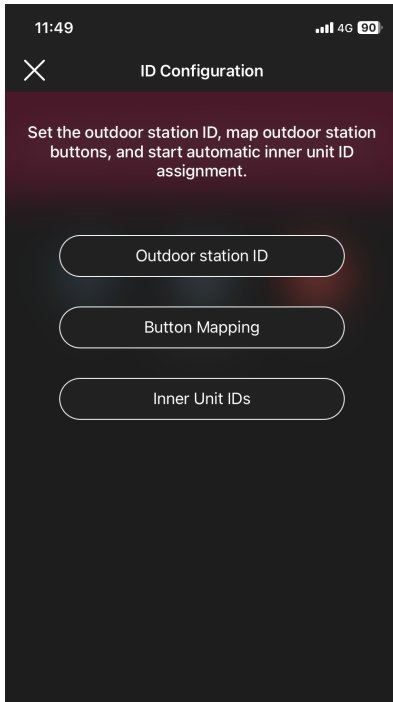 11:49 4G 90
ID Configuration
Set the outdoor station ID, map outdoor station
buttons, and start automatic inner unit ID
assignment.
Outdoor station ID
Button Mapping
Inner Unit IDs